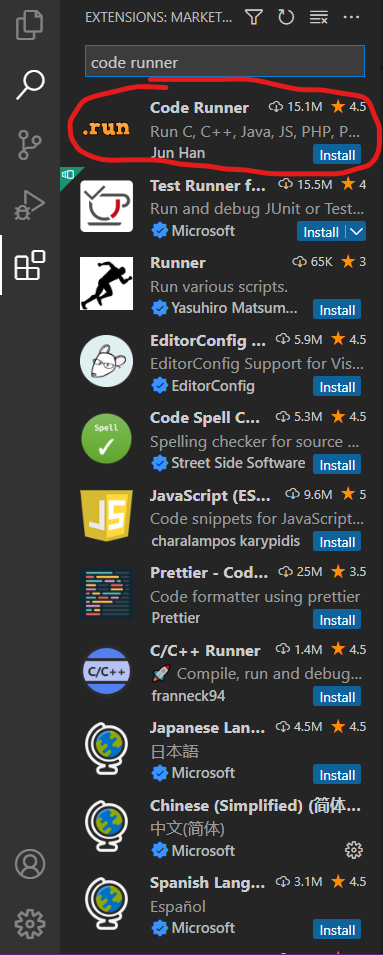 EXTENSIONS: MARKET...
code runner
Code Runner 15.1M 4.5
.run
Run C, C++, Java, JS, PHP, P...
Jun Han Install
Test Runner f... 15.5M 4
Run and debug JUnit or Test...
Microsoft Install
Runner 65K 3
Run various scripts.
Yasuhiro Matsum... Install
EditorConfig ... 5.9M 4.5
EditorConfig Support for Vis...
EditorConfig Install
Code Spell C... 5.3M 4.5
Spell
Spelling checker for source ...
Street Side Software Install
JavaScript (ES... 9.6M 5
JS
Code snippets for JavaScript...
charalampos karypidis Install
Prettier - Cod... 25M 3.5
Code formatter using prettier
Prettier Install
C/C++ Runner 1.4M 4.5
C/C++
🚀 Compile, run and debug...
franneck94 Install
Japanese Lan... 4.5M 4.5
日本語
Microsoft Install
Chinese (Simplified) (简体...
中文(简体)
Microsoft
Spanish Lang... 3.1M 4.5
Español
Microsoft Install